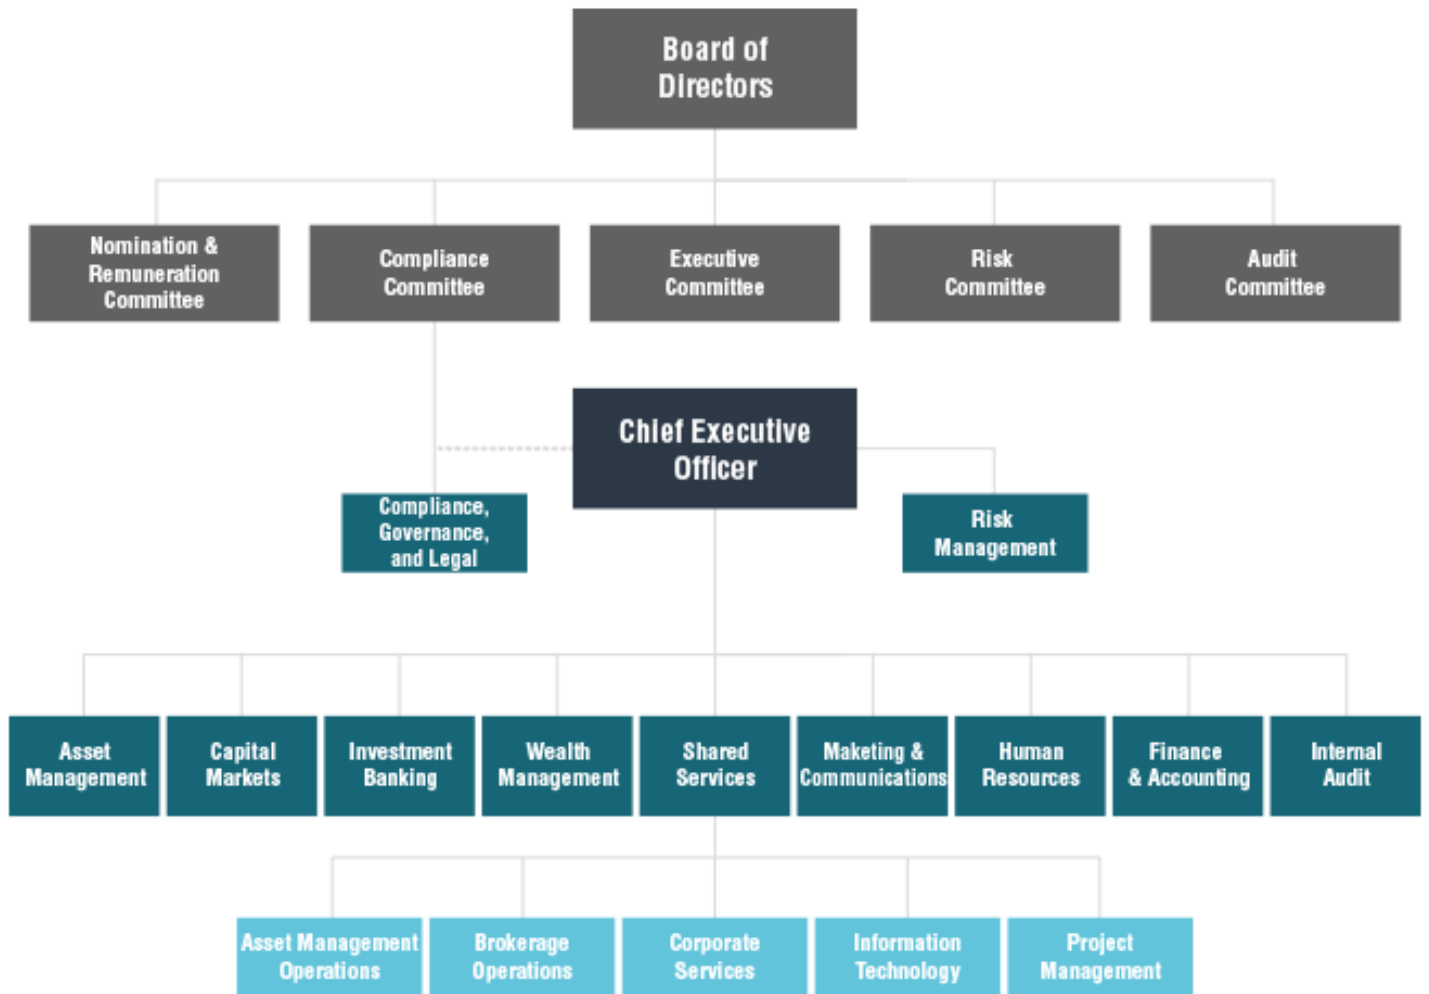 Board of
Directors
Nomination &
Remuneration
Committee
Compliance
Committee
Executive
Committee
Risk
Committee
Audit
Committee
Chief Executive
Officer
Compliance,
Governance,
and Legal
Risk
Management
Asset
Management
Capital
Markets
Investment
Banking
Wealth
Management
Shared
Services
Maketing &
Communications
Human
Resources
Finance
& Accounting
Internal
Audit
Asset Management
Operations
Brokerage
Operations
Corporate
Services
Information
Technology
Project
Management